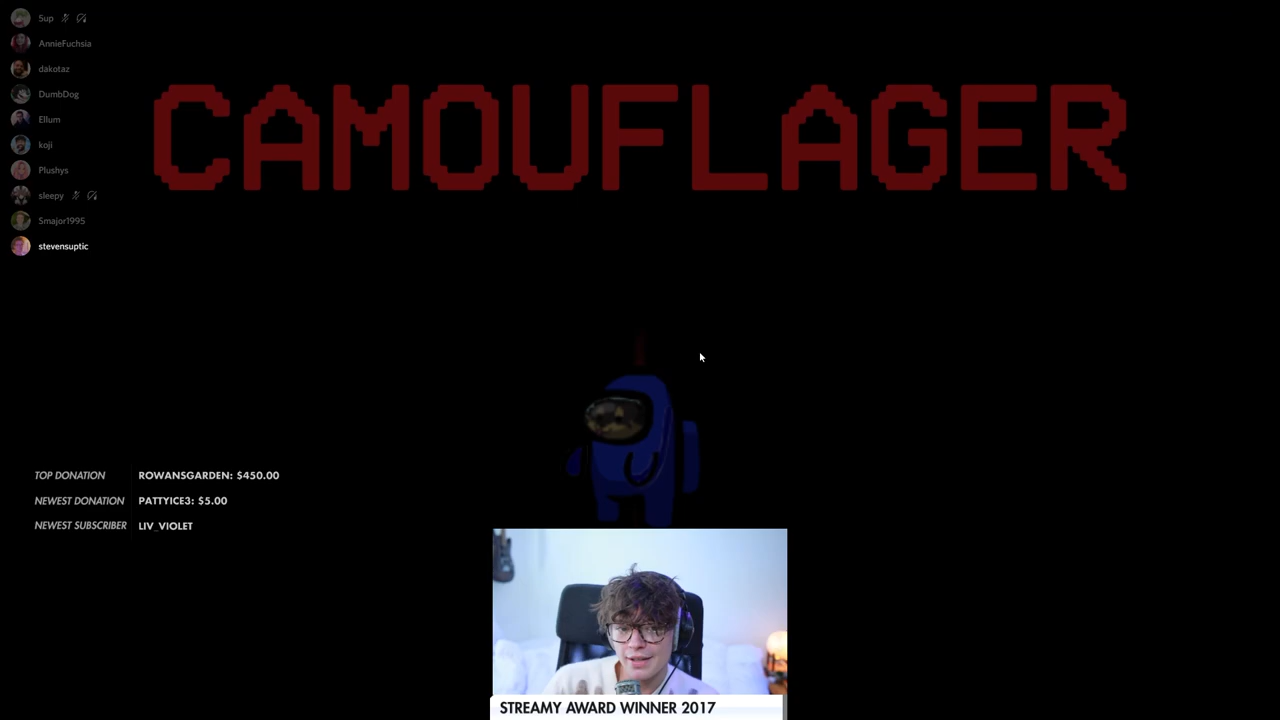 5up
AnnieFuchsia
dakotaz
DumbDog
Ellum
koji
Plushys
sleepy
Smajor1995
stevensuptic
CAMOUFLAGER
TOP DONATION ROWANSGARDEN: $450.00
NEWEST DONATION PATTYICE3: $5.00
NEWEST SUBSCRIBER LIV_VIOLET
STREAMY AWARD WINNER 2017